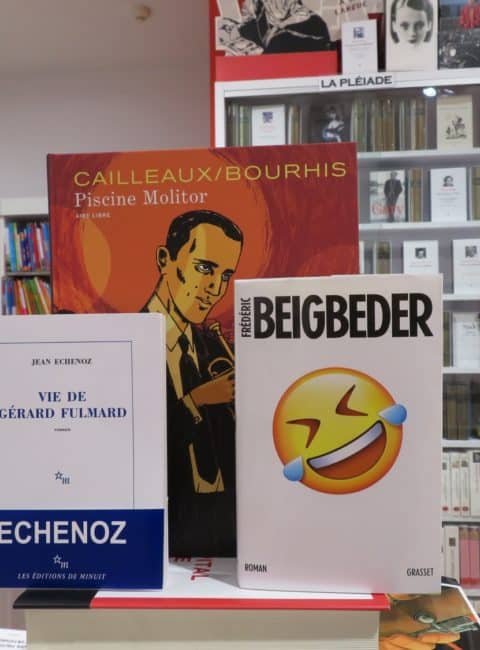 LA PLÉIADE
CAILLEAUX/BOURHIS
Piscine Molitor
AIRE LIBRE
FRÉDÉRIC
BEIGBEDER
ROMAN
GRASSET
JEAN ECHENOZ
VIE DE
GÉRARD FULMARD
roman
m
ECHENOZ
m
LES ÉDITIONS DE MINUIT